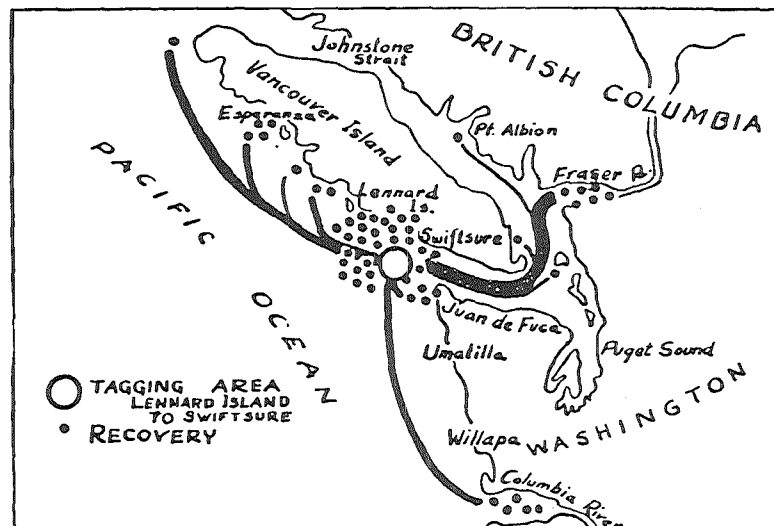 BRITISH COLUMBIA
Johnstone
Strait
Vancouver Island
Esperanza
Pt. Albion
Fraser R.
Lennard
Is.
Swiftsure
PACIFIC OCEAN
Juan de Fuca
Umatilla
Puget Sound
TAGGING AREA
LENNARD ISLAND
TO SWIFTSURE
RECOVERY
WASHINGTON
Willapa
Columbia River